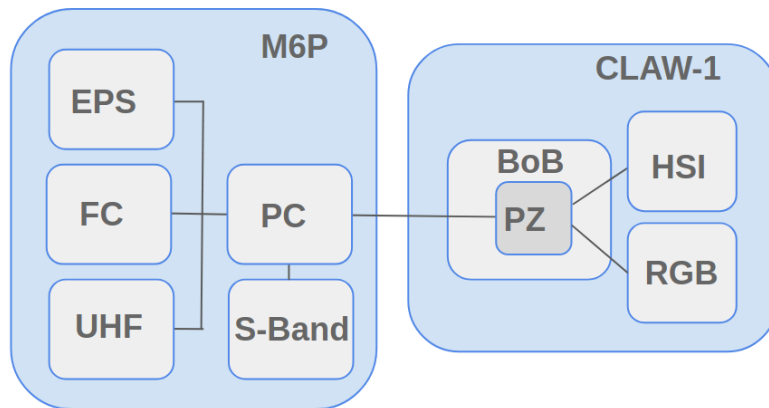 M6P
EPS
FC
UHF
PC
S-Band
CLAW-1
BoB
PZ
HSI
RGB